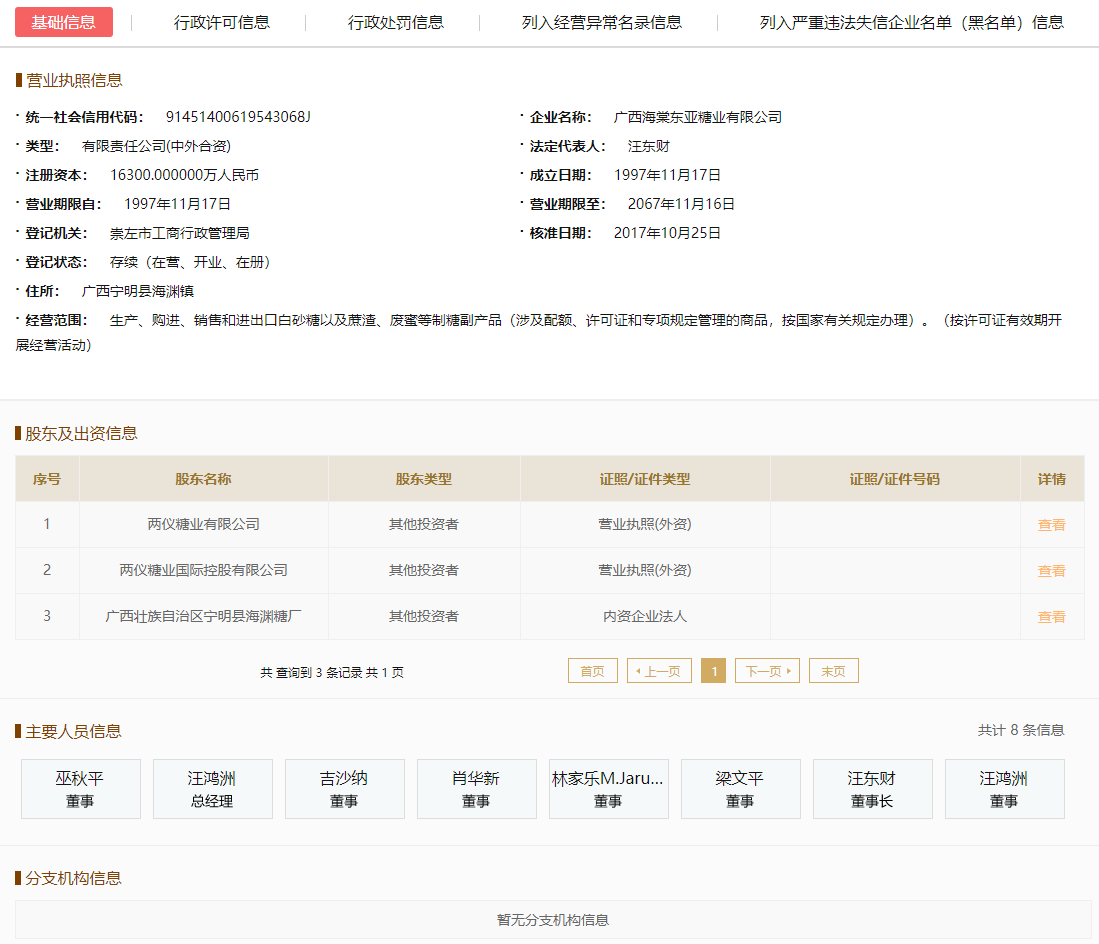 基础信息 行政许可信息 行政处罚信息 列入经营异常名录信息 列入严重违法失信企业名单（黑名单）信息
营业执照信息
· 统一社会信用代码： 91451400619543068J · 企业名称： 广西海棠东亚糖业有限公司
· 类型： 有限责任公司(中外合资) · 法定代表人： 汪东财
· 注册资本： 16300.000000万人民币 · 成立日期： 1997年11月17日
· 营业期限自： 1997年11月17日 · 营业期限至： 2067年11月16日
· 登记机关： 崇左市工商行政管理局 · 核准日期： 2017年10月25日
· 登记状态： 存续（在营、开业、在册）
· 住所： 广西宁明县海渊镇
· 经营范围： 生产、购进、销售和进出口白砂糖以及蔗渣、废蜜等制糖副产品（涉及配额、许可证和专项规定管理的商品，按国家有关规定办理）。（按许可证有效期开
展经营活动）
股东及出资信息
序号 股东名称 股东类型 证照/证件类型 证照/证件号码 详情
1 两仪糖业有限公司 其他投资者 营业执照(外资) 查看
2 两仪糖业国际控股有限公司 其他投资者 营业执照(外资) 查看
3 广西壮族自治区宁明县海渊糖厂 其他投资者 内资企业法人 查看
共 查询到 3 条记录 共 1 页 首页 上一页 1 下一页 末页
主要人员信息 共计 8 条信息
巫秋平 汪鸿洲 吉沙纳 肖华新 林家乐M.Jaru... 梁文平 汪东财 汪鸿洲
董事 总经理 董事 董事 董事 董事 董事长 董事
分支机构信息
暂无分支机构信息